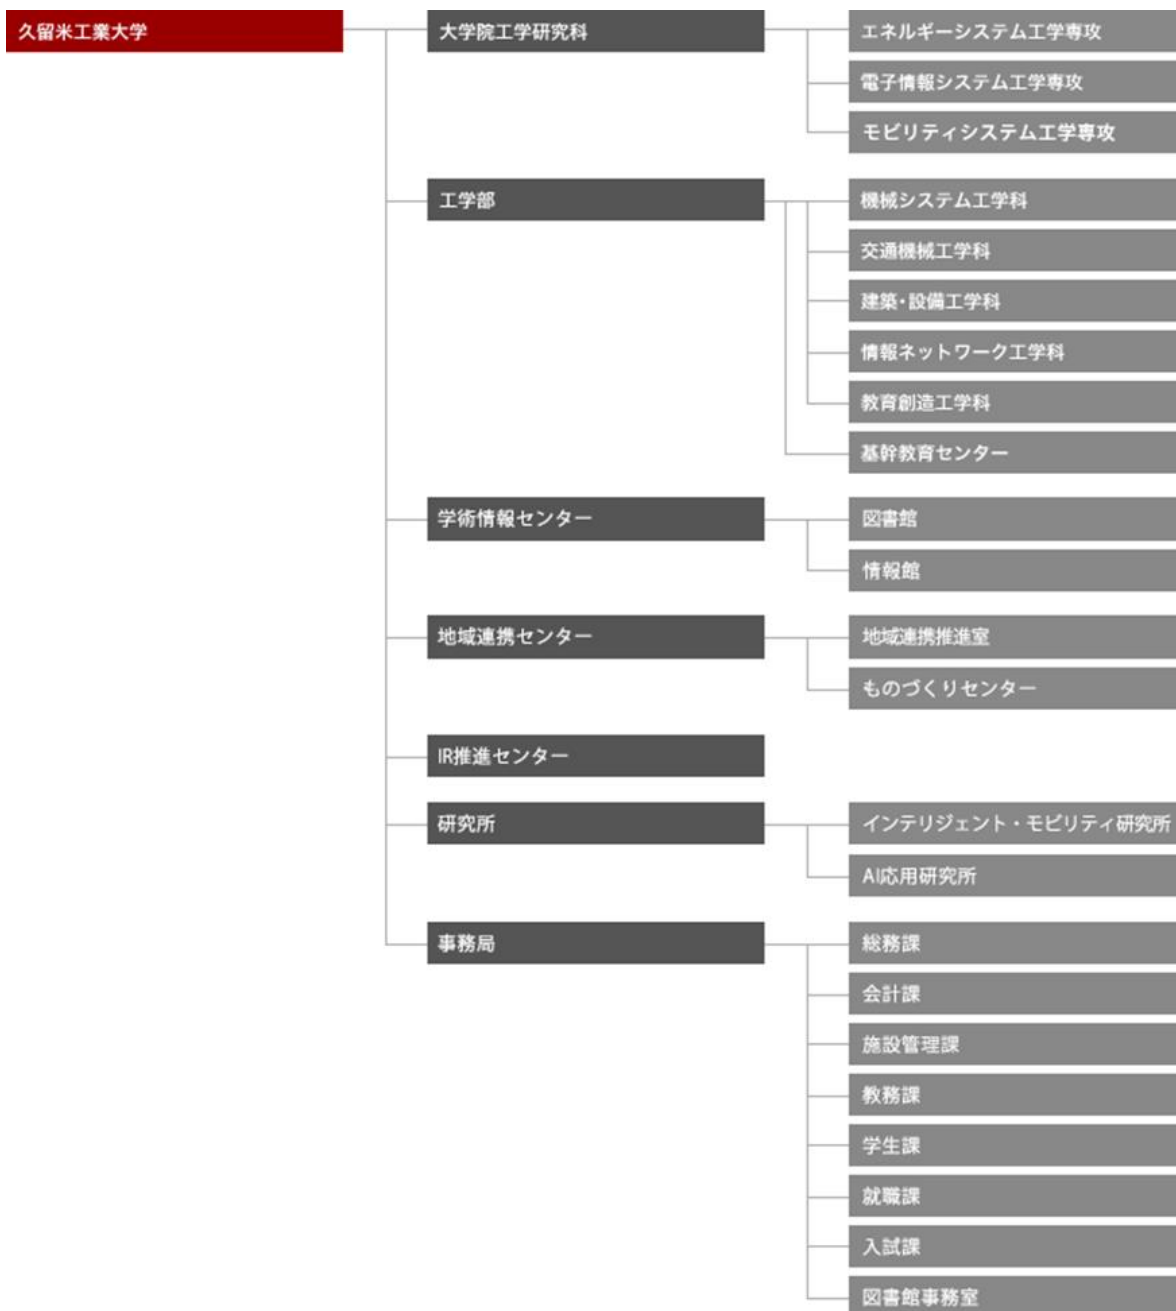 久留米工業大学
大学院工学研究科
エネルギーシステム工学専攻
電子情報システム工学専攻
モビリティシステム工学専攻
工学部
機械システム工学科
交通機械工学科
建築・設備工学科
情報ネットワーク工学科
教育創造工学科
基幹教育センター
学術情報センター
図書館
情報館
地域連携センター
地域連携推進室
ものづくりセンター
IR推進センター
研究所
インテリジェント・モビリティ研究所
AI応用研究所
事務局
総務課
会計課
施設管理課
教務課
学生課
就職課
入試課
図書館事務室